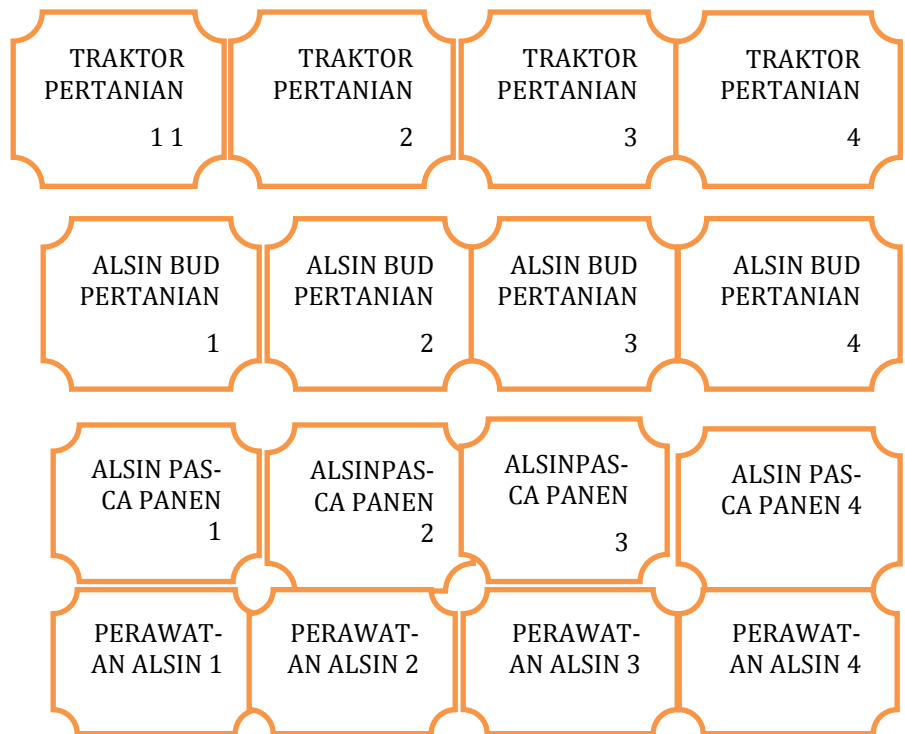 TRAKTOR
PERTANIAN
1 1
TRAKTOR
PERTANIAN
2
TRAKTOR
PERTANIAN
3
TRAKTOR
PERTANIAN
4
ALSIN BUD
PERTANIAN
1
ALSIN BUD
PERTANIAN
2
ALSIN BUD
PERTANIAN
3
ALSIN BUD
PERTANIAN
4
ALSIN PAS-
CA PANEN
1
ALSINPAS-
CA PANEN
2
ALSINPAS-
CA PANEN
3
ALSIN PAS-
CA PANEN 4
PERAWAT-
AN ALSIN 1
PERAWAT-
AN ALSIN 2
PERAWAT-
AN ALSIN 3
PERAWAT-
AN ALSIN 4